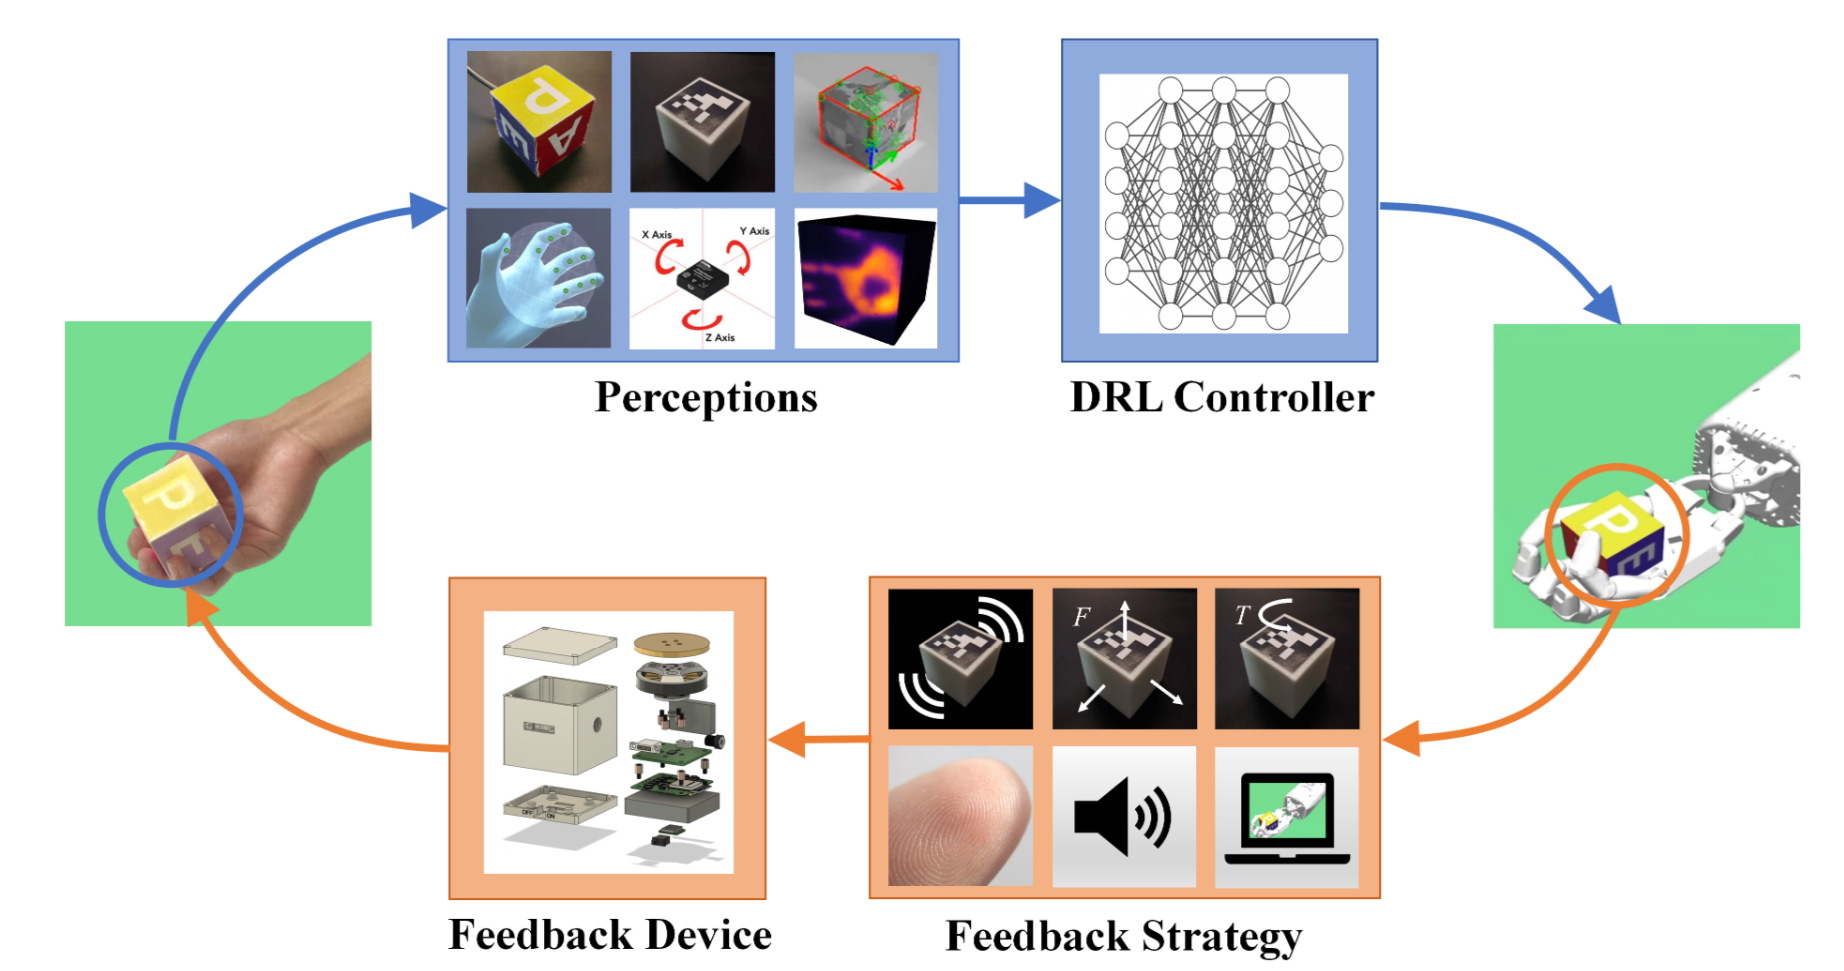 P
E
A
X Axis
Y Axis
Z Axis
Perceptions
DRL Controller
P
E
P
E
F
T
OFF
ON
Feedback Device
Feedback Strategy